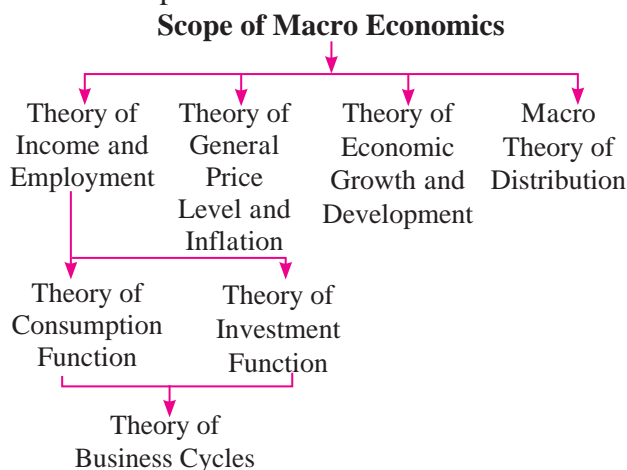 Scope of Macro Economics
Theory of
Income and
Employment
Theory of
General
Price
Level and
Inflation
Theory of
Economic
Growth and
Development
Macro
Theory of
Distribution
Theory of
Consumption
Function
Theory of
Investment
Function
Theory of
Business Cycles